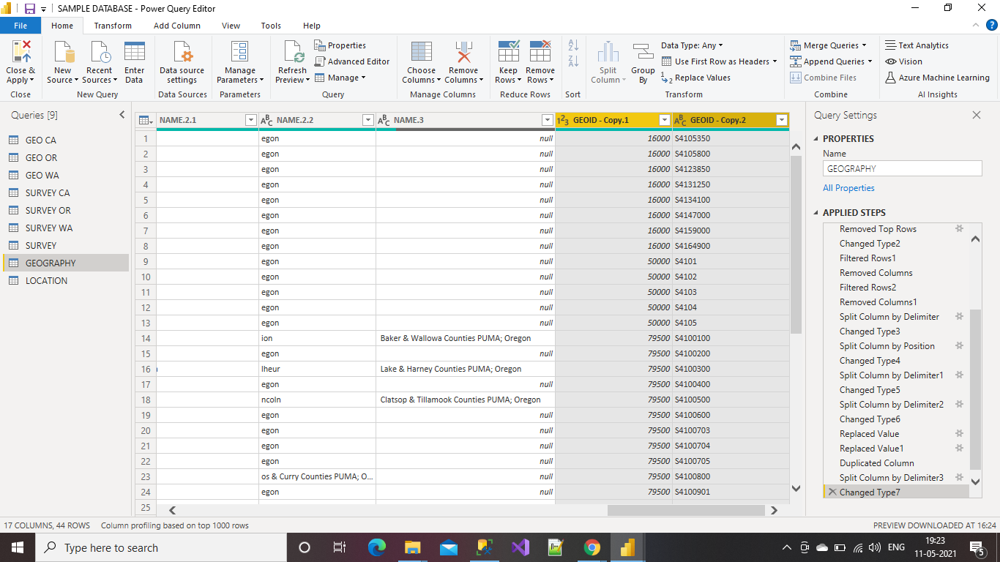 SAMPLE DATABASE - Power Query Editor
File Home Transform Add Column View Tools Help
Close & Apply
Close
New Source
Recent Sources
Enter Data
New Query
Data source settings
Data Sources
Manage Parameters
Parameters
Refresh Preview
Properties
Advanced Editor
Manage
Query
Choose Columns
Remove Columns
Manage Columns
Keep Rows
Remove Rows
Reduce Rows
Sort
Split Column
Group By
Data Type: Any
Use First Row as Headers
Replace Values
Transform
Merge Queries
Append Queries
Combine Files
Combine
Text Analytics
Vision
Azure Machine Learning
AI Insights
Queries [9]
GEO CA
GEO OR
GEO WA
SURVEY CA
SURVEY OR
SURVEY WA
SURVEY
GEOGRAPHY
LOCATION
NAME.2.1 ABC NAME.2.2 ABC NAME.3 123 GEOID - Copy.1 ABC GEOID - Copy.2
1 egon null 16000 S4105350
2 egon null 16000 S4105800
3 egon null 16000 S4123850
4 egon null 16000 S4131250
5 egon null 16000 S4134100
6 egon null 16000 S4147000
7 egon null 16000 S4159000
8 egon null 16000 S4164900
9 egon null 50000 S4101
10 egon null 50000 S4102
11 egon null 50000 S4103
12 egon null 50000 S4104
13 egon null 50000 S4105
14 ion Baker & Wallowa Counties PUMA; Oregon 79500 S4100100
15 egon null 79500 S4100200
16 lheur Lake & Harney Counties PUMA; Oregon 79500 S4100300
17 egon null 79500 S4100400
18 ncoln Clatsop & Tillamook Counties PUMA; Oregon 79500 S4100500
19 egon null 79500 S4100600
20 egon null 79500 S4100703
21 egon null 79500 S4100704
22 egon null 79500 S4100705
23 os & Curry Counties PUMA; O... null 79500 S4100800
24 egon null 79500 S4100901
25
Query Settings
PROPERTIES
Name
GEOGRAPHY
All Properties
APPLIED STEPS
Removed Top Rows
Changed Type2
Filtered Rows1
Removed Columns
Filtered Rows2
Removed Columns1
Split Column by Delimiter
Changed Type3
Split Column by Position
Changed Type4
Split Column by Delimiter1
Changed Type5
Split Column by Delimiter2
Changed Type6
Replaced Value
Replaced Value1
Duplicated Column
Split Column by Delimiter3
Changed Type7
17 COLUMNS, 44 ROWS Column profiling based on top 1000 rows PREVIEW DOWNLOADED AT 16:24
Type here to search
ENG
19:23
11-05-2021
5